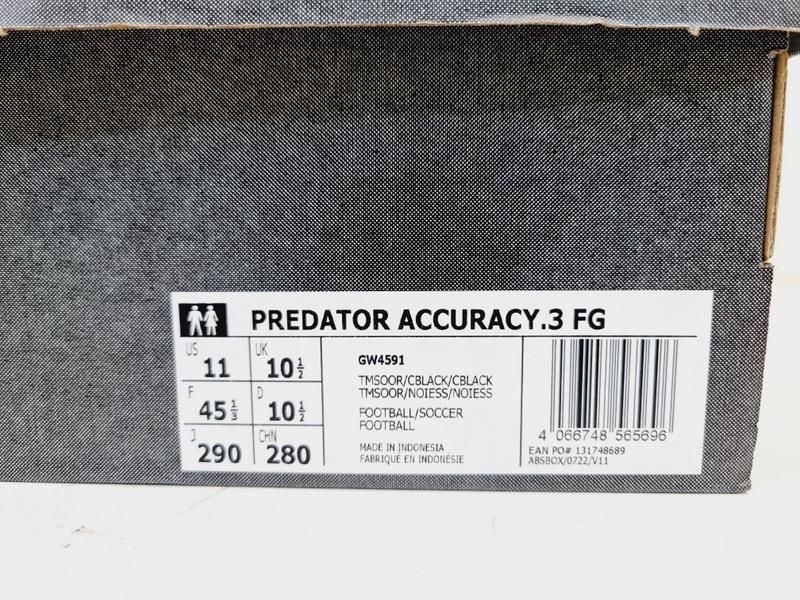 PREDATOR ACCURACY.3 FG
US 11 UK 10 1/2
F 45 1/3 D 10 1/2
J 290 CHN 280
GW4591
TMSOOR/CBLACK/CBLACK
TMSOOR/NOIESS/NOIESS
FOOTBALL/SOCCER
FOOTBALL
MADE IN INDONESIA
FABRIQUÉ EN INDONÉSIE
4 066748 565696
EAN PO# 131748689
ABSBOX/0722/V11